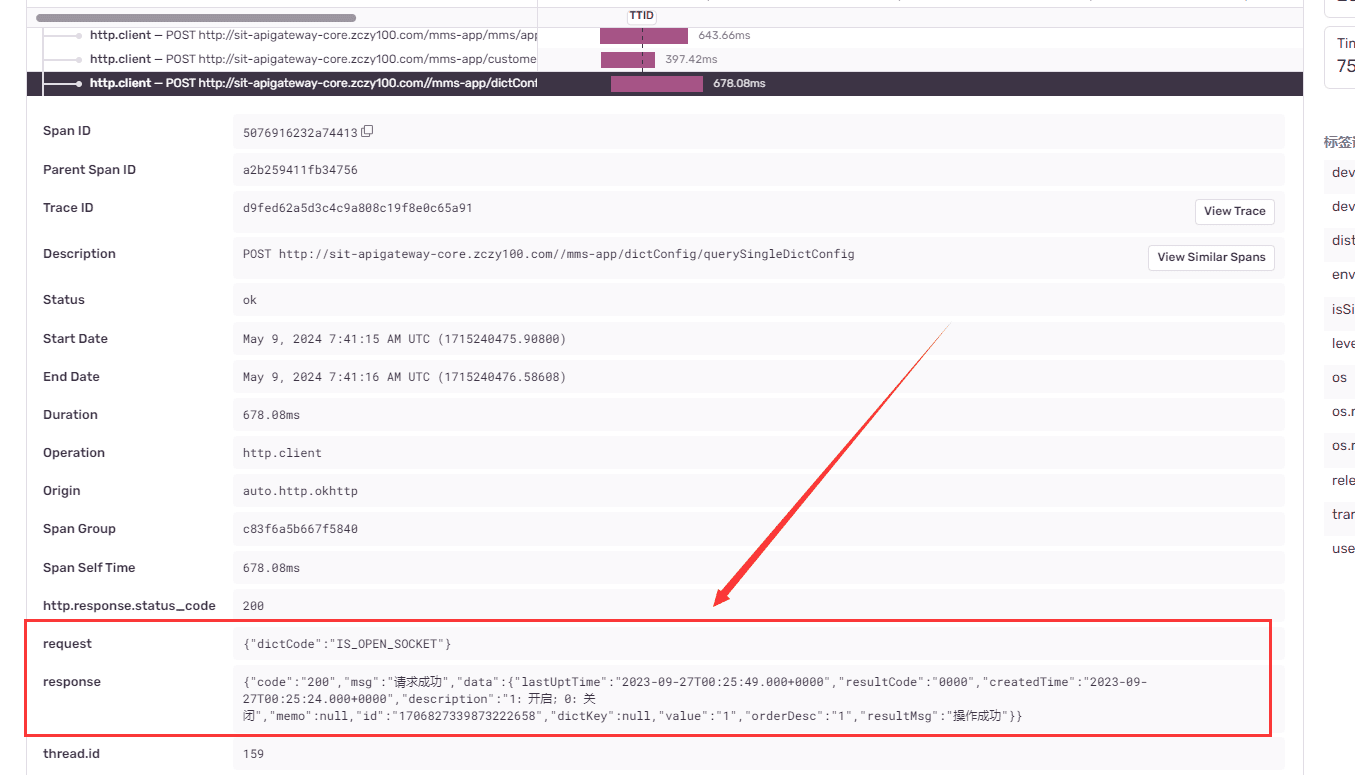 TTID
http.client — POST http://sit-apigateway-core.zczy100.com/mms-app/mms/app
643.66ms
http.client — POST http://sit-apigateway-core.zczy100.com/mms-app/custome
397.42ms
http.client — POST http://sit-apigateway-core.zczy100.com//mms-app/dictConf
678.08ms
Span ID
5076916232a74413
Parent Span ID
a2b259411fb34756
Trace ID
d9fed62a5d3c4c9a808c19f8e0c65a91
View Trace
Description
POST http://sit-apigateway-core.zczy100.com//mms-app/dictConfig/querySingleDictConfig
View Similar Spans
Status
ok
Start Date
May 9, 2024 7:41:15 AM UTC (1715240475.90800)
End Date
May 9, 2024 7:41:16 AM UTC (1715240476.58608)
Duration
678.08ms
Operation
http.client
Origin
auto.http.okhttp
Span Group
c83f6a5b667f5840
Span Self Time
678.08ms
http.response.status_code
200
request
{"dictCode":"IS_OPEN_SOCKET"}
response
{"code":"200","msg":"请求成功","data":{"lastUptTime":"2023-09-27T00:25:49.000+0000","resultCode":"0000","createdTime":"2023-09-
27T00:25:24.000+0000","description":"1：开启；0：关
闭","memo":null,"id":"1706827339873222658","dictKey":null,"value":"1","orderDesc":"1","resultMsg":"操作成功"}}
thread.id
159
Tim
75
标签
dev
dev
dist
env
isSi
leve
os
os.r
os.r
rele
tran
use